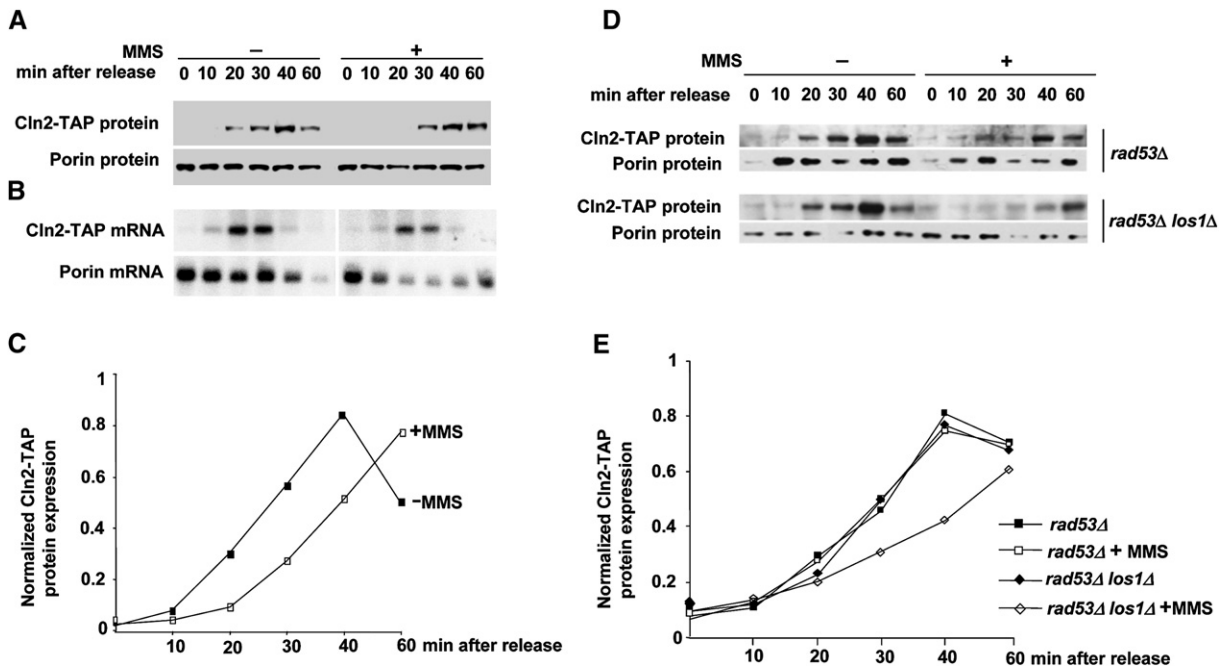 A
MMS − +
min after release 0 10 20 30 40 60 0 10 20 30 40 60
Cln2-TAP protein
Porin protein
B
Cln2-TAP mRNA
Porin mRNA
C
Normalized Cln2-TAP
protein expression
1
0.8
0.6
0.4
0.2
0
+MMS
−MMS
10 20 30 40 60 min after release
D
MMS − +
min after release 0 10 20 30 40 60 0 10 20 30 40 60
Cln2-TAP protein
Porin protein
rad53Δ
Cln2-TAP protein
Porin protein
rad53Δ los1Δ
E
Normalized Cln2-TAP
protein expression
1
0.8
0.6
0.4
0.2
0
rad53Δ
rad53Δ + MMS
rad53Δ los1Δ
rad53Δ los1Δ +MMS
10 20 30 40 60 min after release